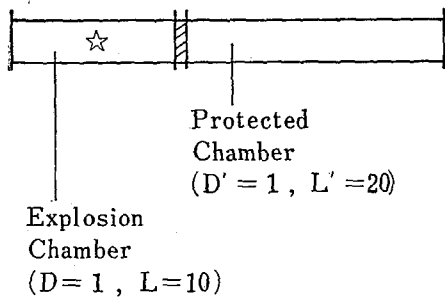 Protected
Chamber
(D' = 1 , L' =20)
Explosion
Chamber
(D= 1 , L=10)